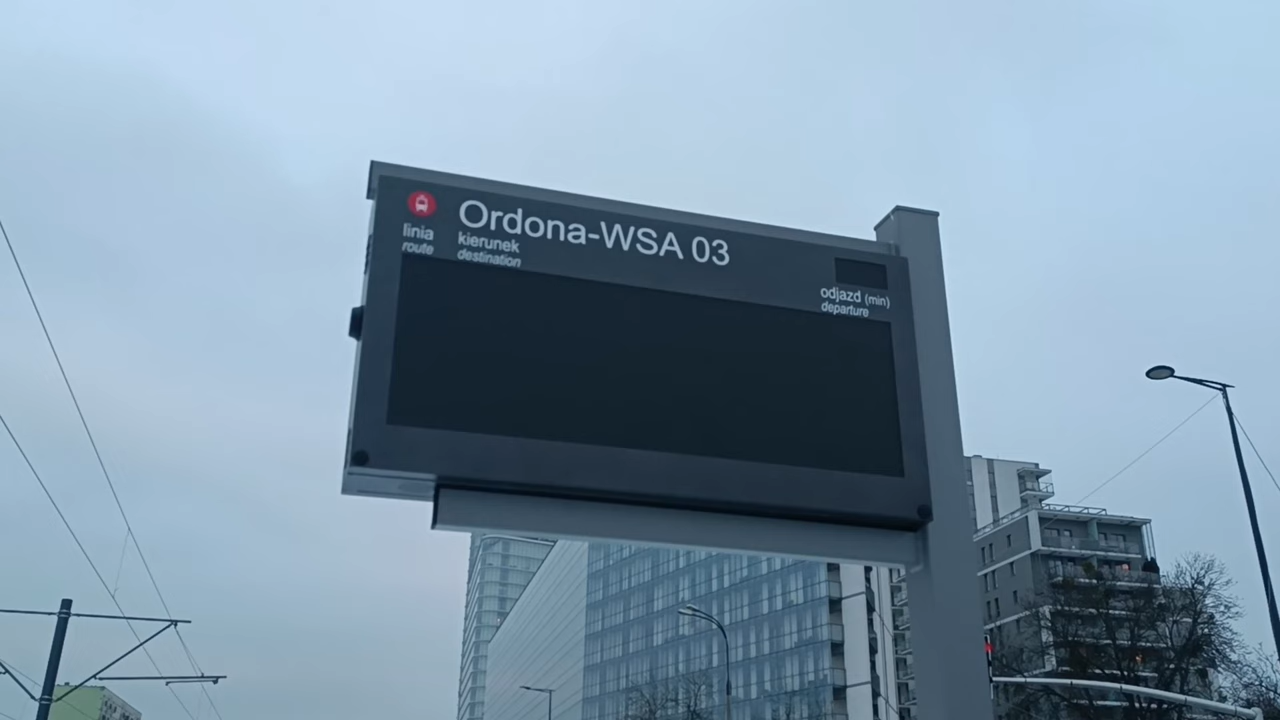 Ordona-WSA 03
linia
route
kierunek
destination
odjazd (min)
departure